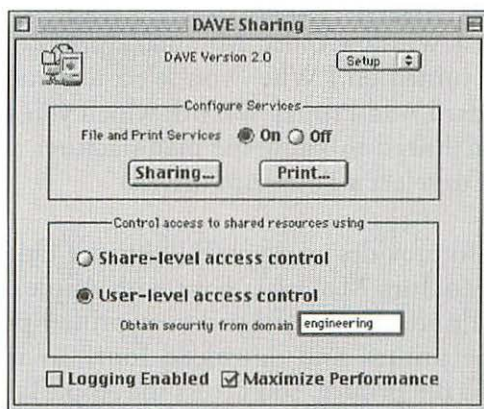 DAVE Sharing
DAVE Version 2.0
Setup
Configure Services
File and Print Services On Off
Sharing... Print...
Control access to shared resources using
Share-level access control
User-level access control
Obtain security from domain engineering
Logging Enabled Maximize Performance